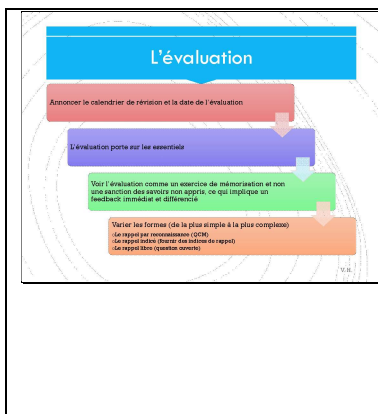 L'évaluation
Annoncer le calendrier de révision et la date de l'évaluation
L'évaluation porte sur les essentiels
Voir l'évaluation comme un exercice de mémorisation et non
une sanction des savoirs non appris, ce qui implique un
feedback immédiat et différencié
Varier les formes (de la plus simple à la plus complexe)
oLe rappel par reconnaissance (QCM)
oLe rappel indicé (fournir des indices de rappel)
oLe rappel libre (question ouverte)